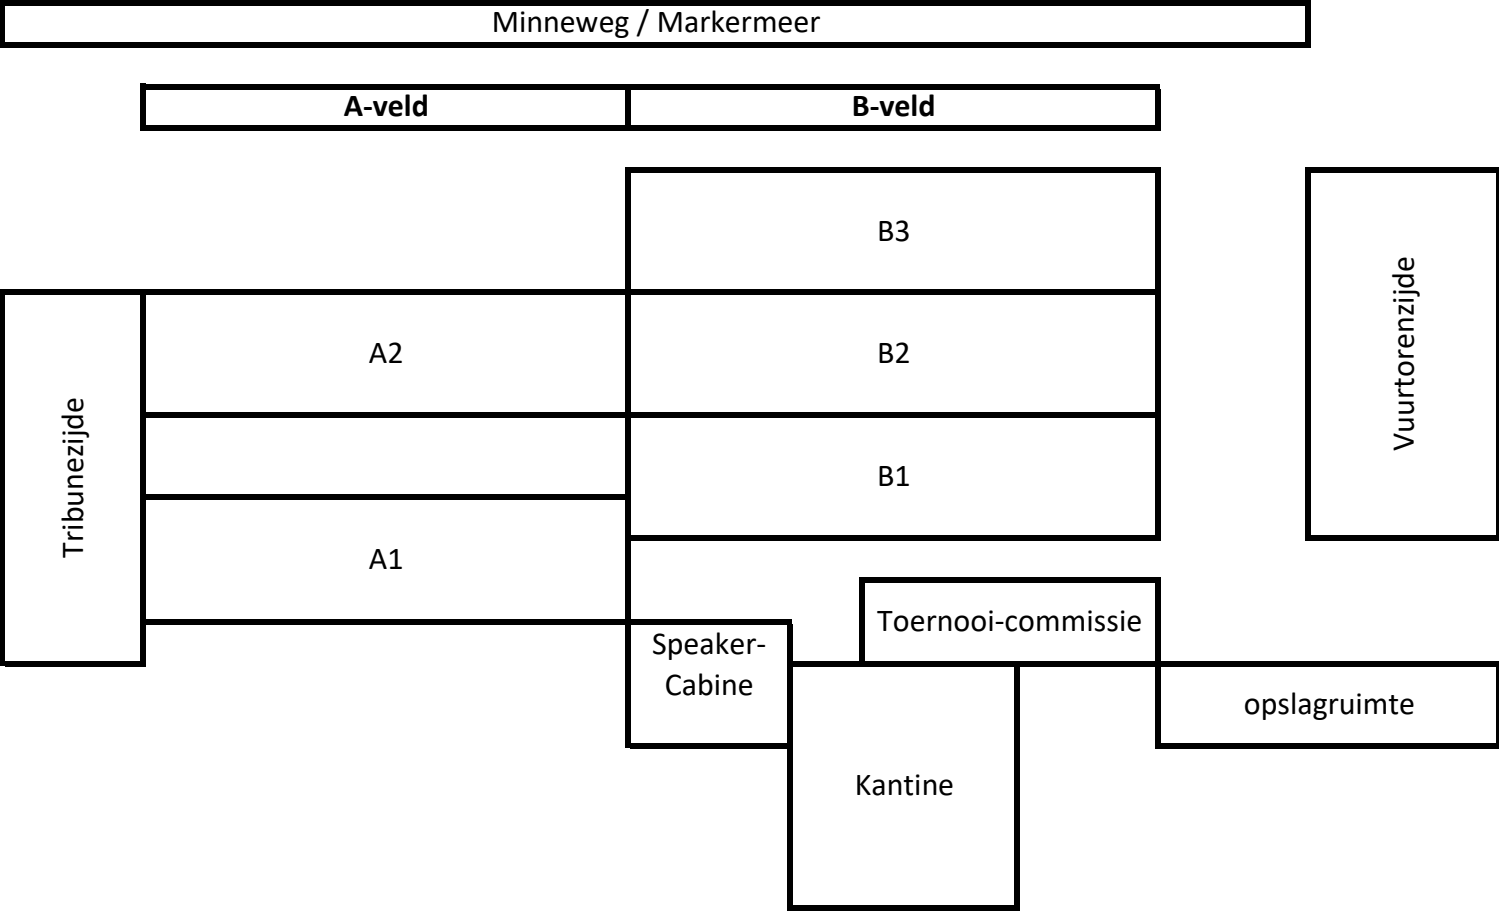 Minneweg / Markermeer
A-veld
B-veld
B3
A2
B2
Tribunezijde
Vuurtorenzijde
B1
A1
Toernooi-commissie
Speaker-
Cabine
opslagruimte
Kantine